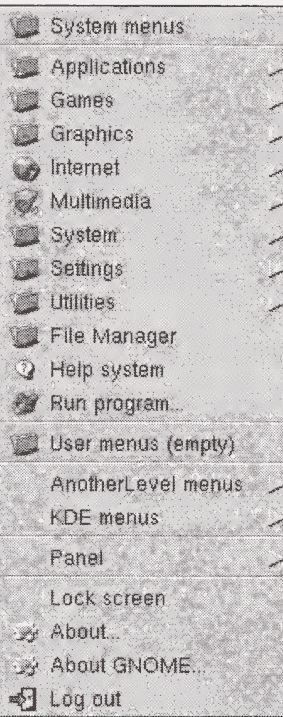 System menus
Applications
Games
Graphics
Internet
Multimedia
System
Settings
Utilities
File Manager
Help system
Run program...
User menus (empty)
AnotherLevel menus
KDE menus
Panel
Lock screen
About...
About GNOME...
Log out